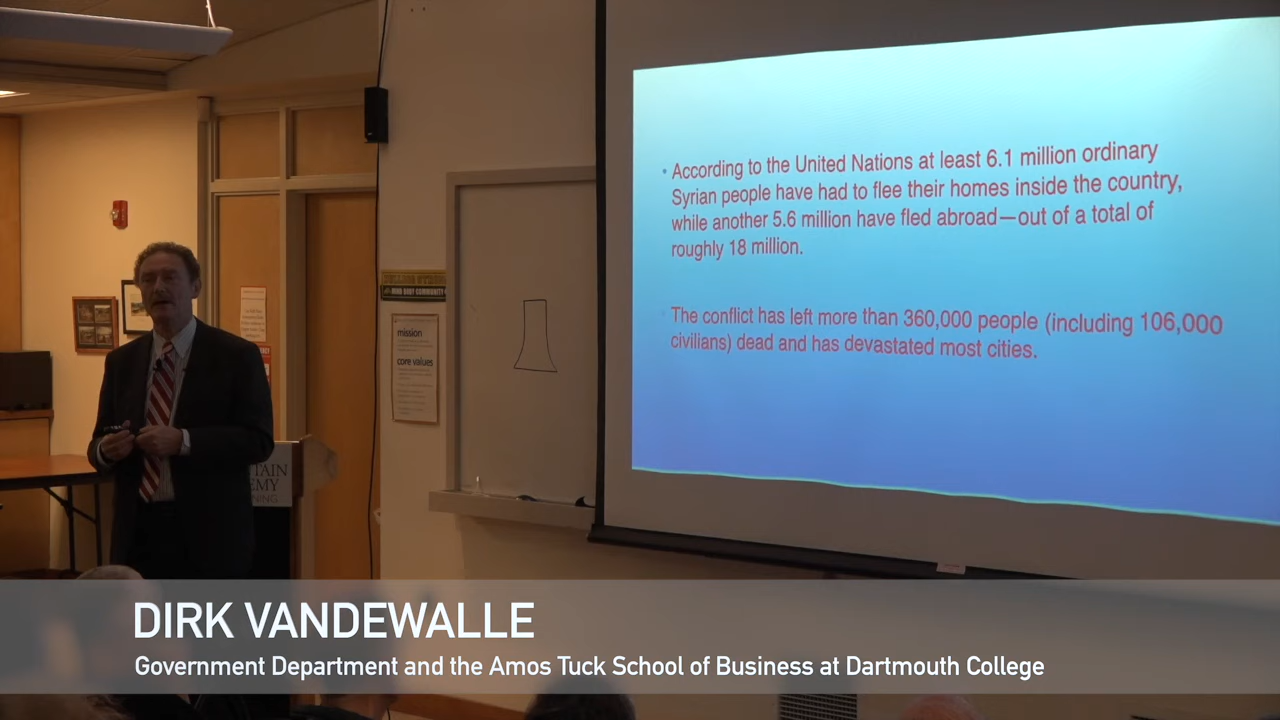 • According to the United Nations at least 6.1 million ordinary
Syrian people have had to flee their homes inside the country,
while another 5.6 million have fled abroad—out of a total of
roughly 18 million.
The conflict has left more than 360,000 people (including 106,000
civilians) dead and has devastated most cities.
mission
core values
TAIN
EMY
NING
DIRK VANDEWALLE
Government Department and the Amos Tuck School of Business at Dartmouth College